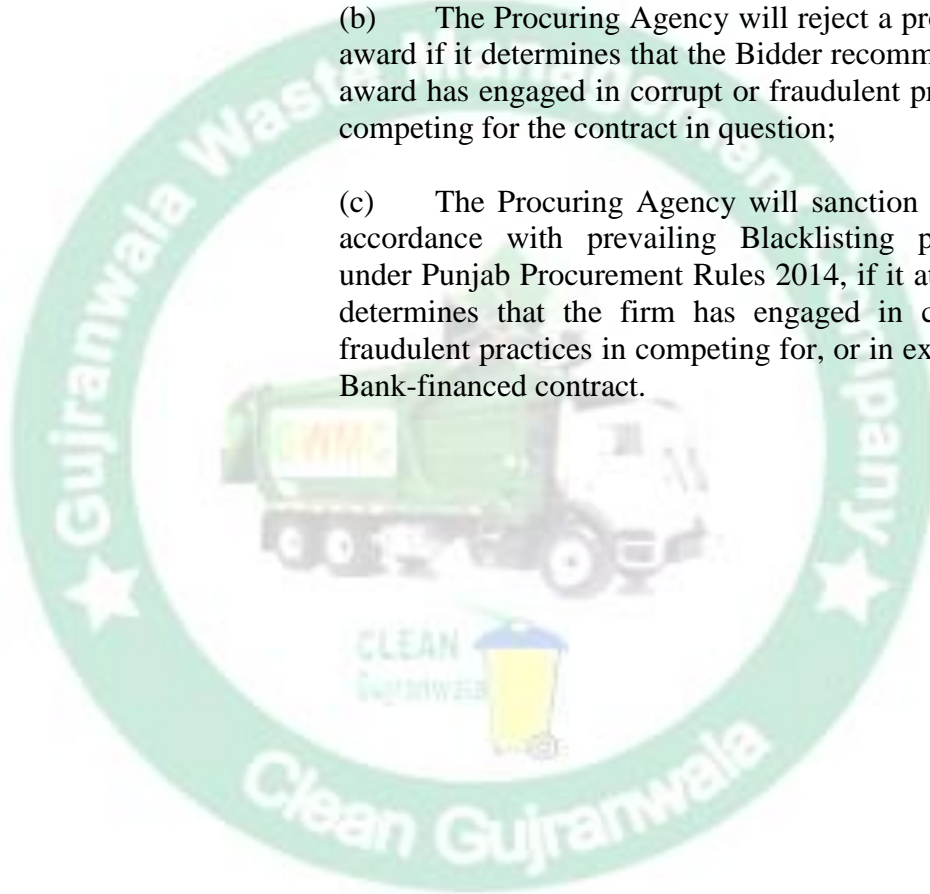 (b) The Procuring Agency will reject a pro
award if it determines that the Bidder recomm
award has engaged in corrupt or fraudulent pr
competing for the contract in question;
(c) The Procuring Agency will sanction
accordance with prevailing Blacklisting p
under Punjab Procurement Rules 2014, if it at
determines that the firm has engaged in c
fraudulent practices in competing for, or in ex
Bank-financed contract.
Gujranwala Waste Management Company
GWMC
CLEAN
Gujranwala
Clean Gujranwala